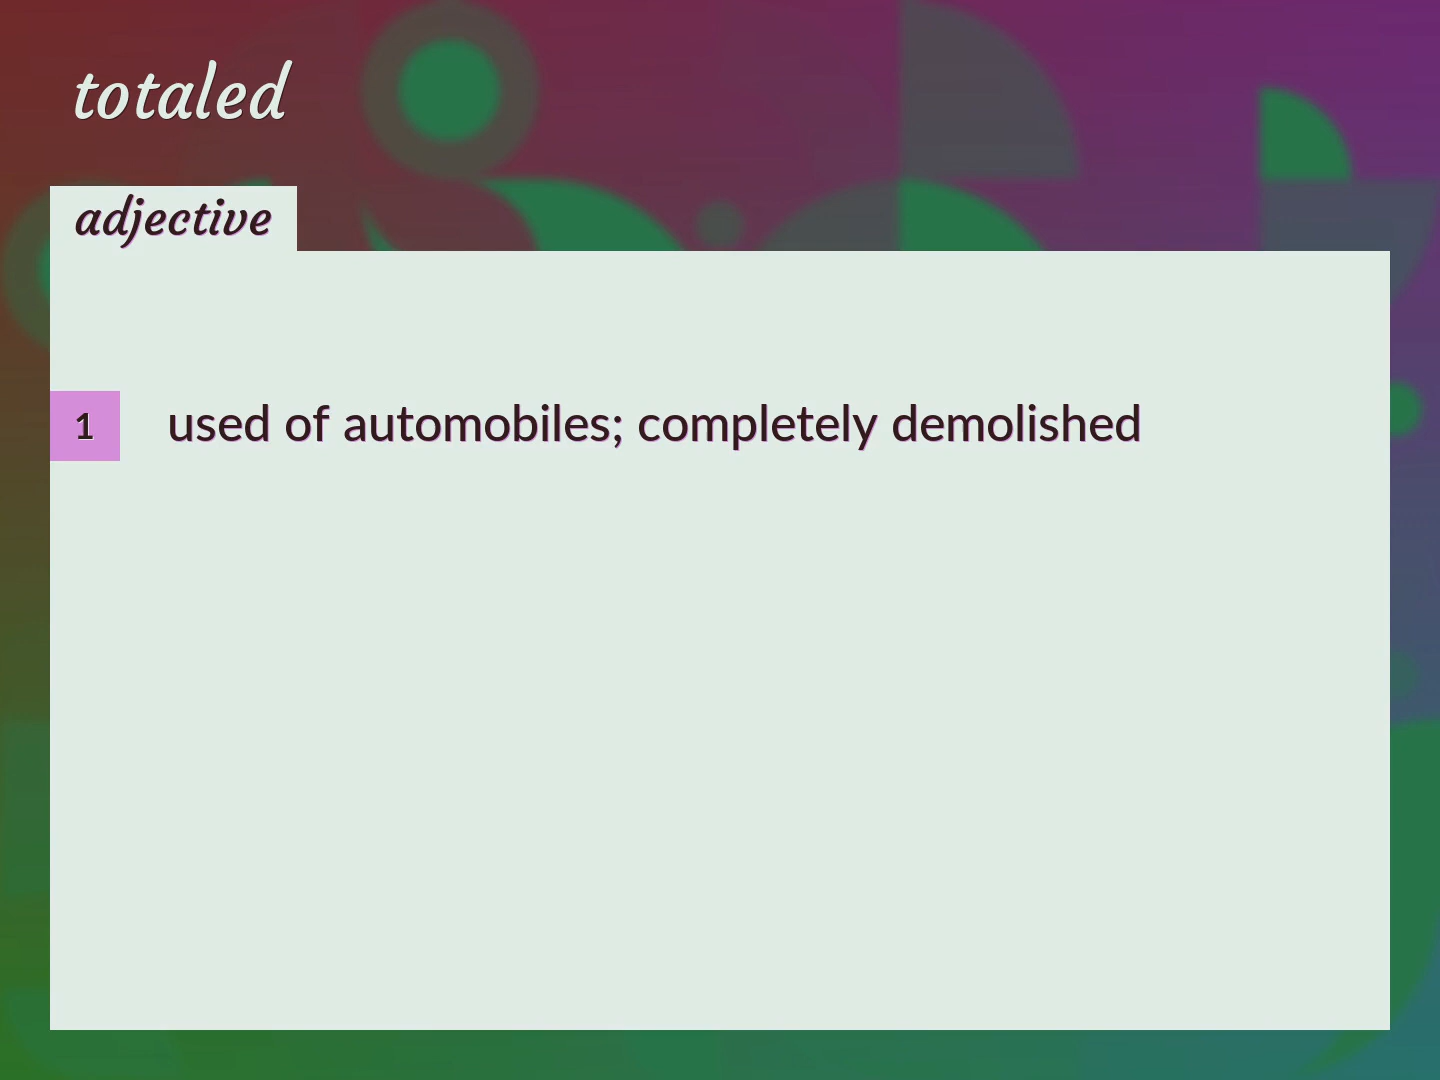 totaled
adjective
1 used of automobiles; completely demolished